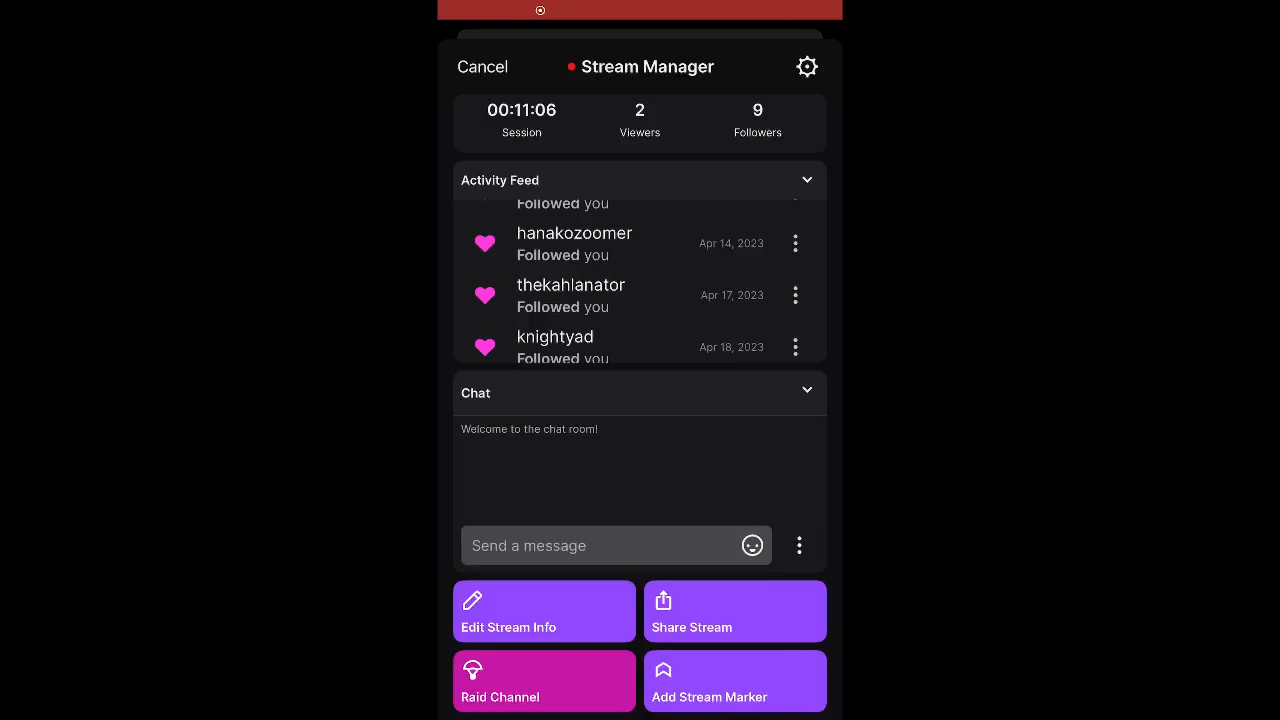 Cancel
Stream Manager
00:11:06 2 9
Session Viewers Followers
Activity Feed
Followed you
hanakozoomer
Followed you
Apr 14, 2023
thekahlanator
Followed you
Apr 17, 2023
knightyad
Followed you
Apr 18, 2023
Chat
Welcome to the chat room!
Send a message
Edit Stream Info
Share Stream
Raid Channel
Add Stream Marker